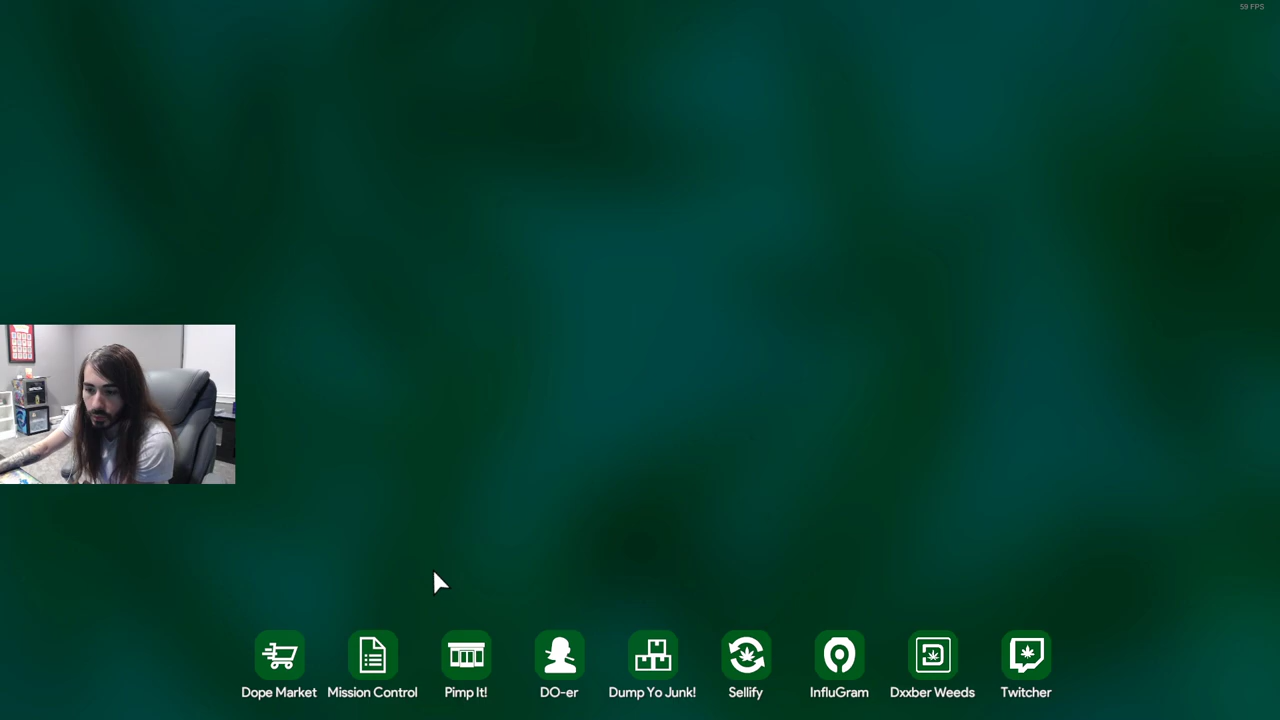 59 FPS
Dope Market
Mission Control
Pimp It!
DO-er
Dump Yo Junk!
Sellify
InfluGram
Dxxber Weeds
Twitcher